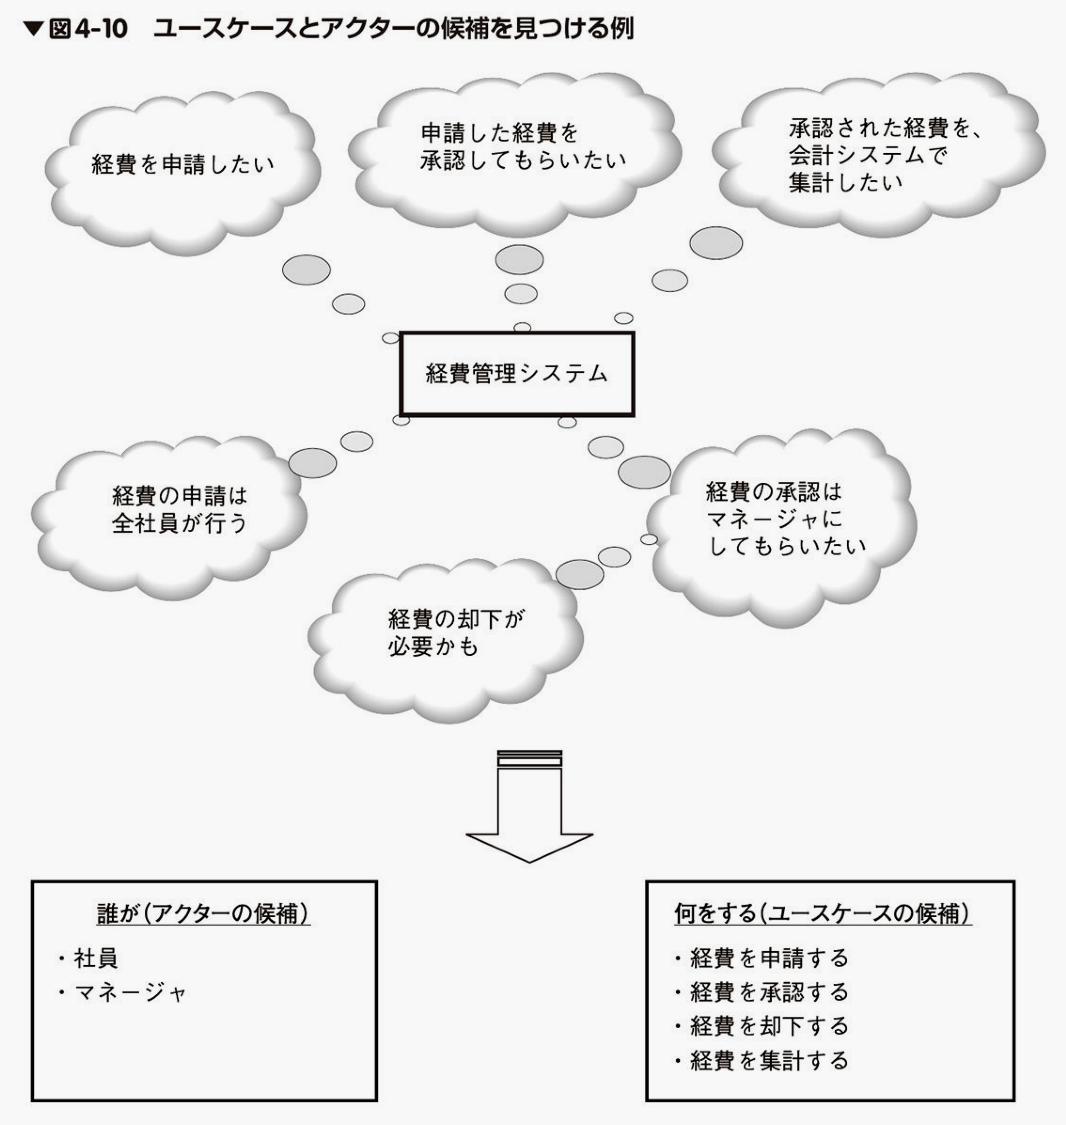 ▼図4-10 ユースケースとアクターの候補を見つける例
経費を申請したい
申請した経費を
承認してもらいたい
承認された経費を、
会計システムで
集計したい
経費管理システム
経費の申請は
全社員が行う
経費の承認は
マネージャに
してもらいたい
経費の却下が
必要かも
誰が(アクターの候補)
・社員
・マネージャ
何をする(ユースケースの候補)
・経費を申請する
・経費を承認する
・経費を却下する
・経費を集計する